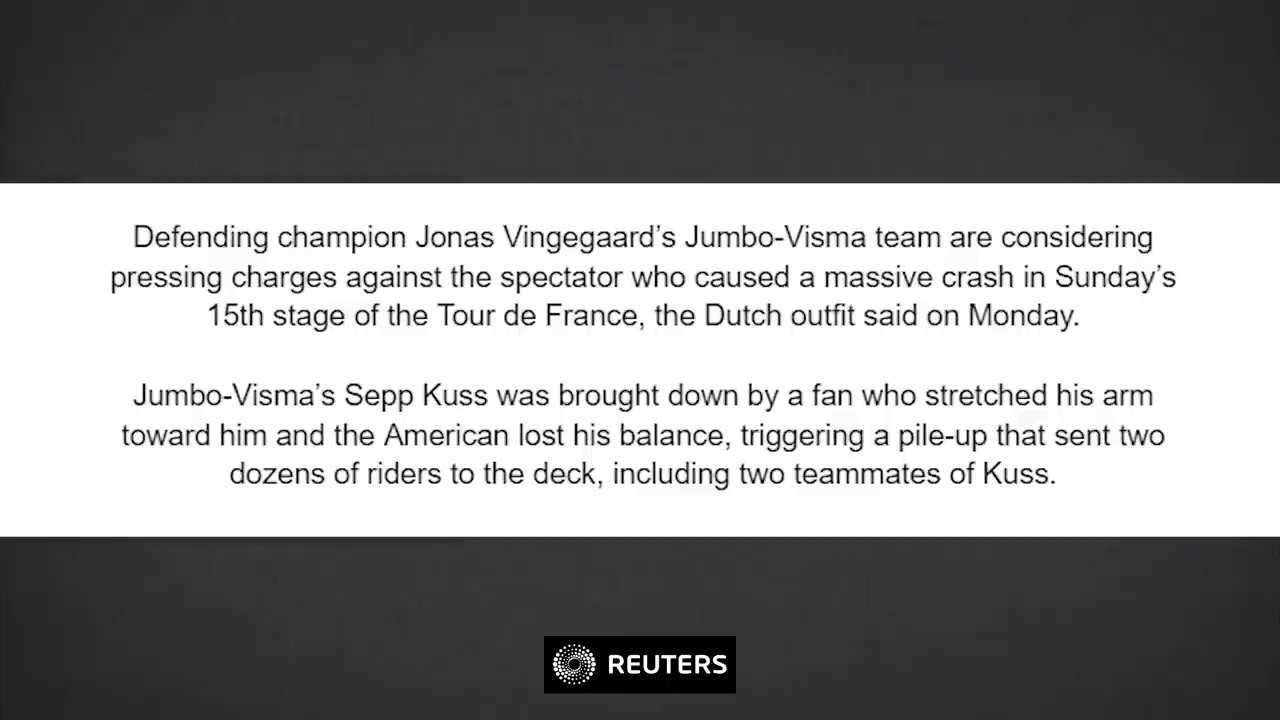 Defending champion Jonas Vingegaard’s Jumbo-Visma team are considering
pressing charges against the spectator who caused a massive crash in Sunday’s
15th stage of the Tour de France, the Dutch outfit said on Monday.
Jumbo-Visma’s Sepp Kuss was brought down by a fan who stretched his arm
toward him and the American lost his balance, triggering a pile-up that sent two
dozens of riders to the deck, including two teammates of Kuss.
REUTERS